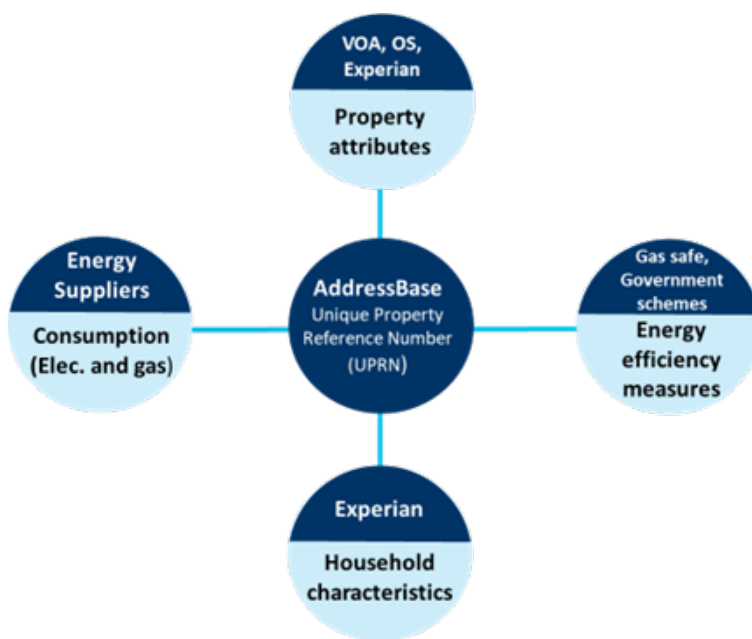 VOA, OS,
Experian
Property
attributes
Energy
Suppliers
Consumption
(Elec. and gas)
AddressBase
Unique Property
Reference Number
(UPRN)
Gas safe,
Government
schemes
Energy
efficiency
measures
Experian
Household
characteristics